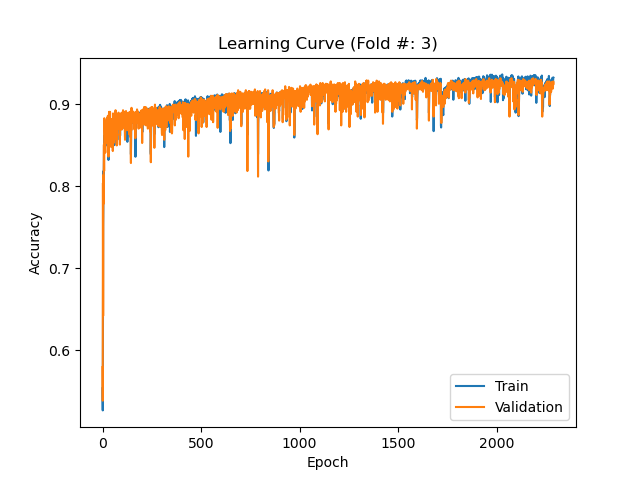 Learning Curve (Fold #: 3)
Accuracy
0.9
0.8
0.7
0.6
0
500
1000
1500
2000
Epoch
Train
Validation